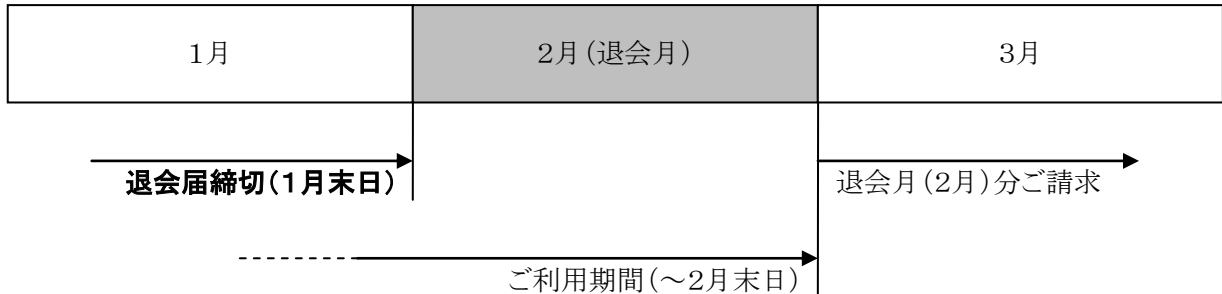 1月
2月(退会月)
3月
退会届締切(1月末日)
退会月(2月)分ご請求
ご利用期間(～2月末日)